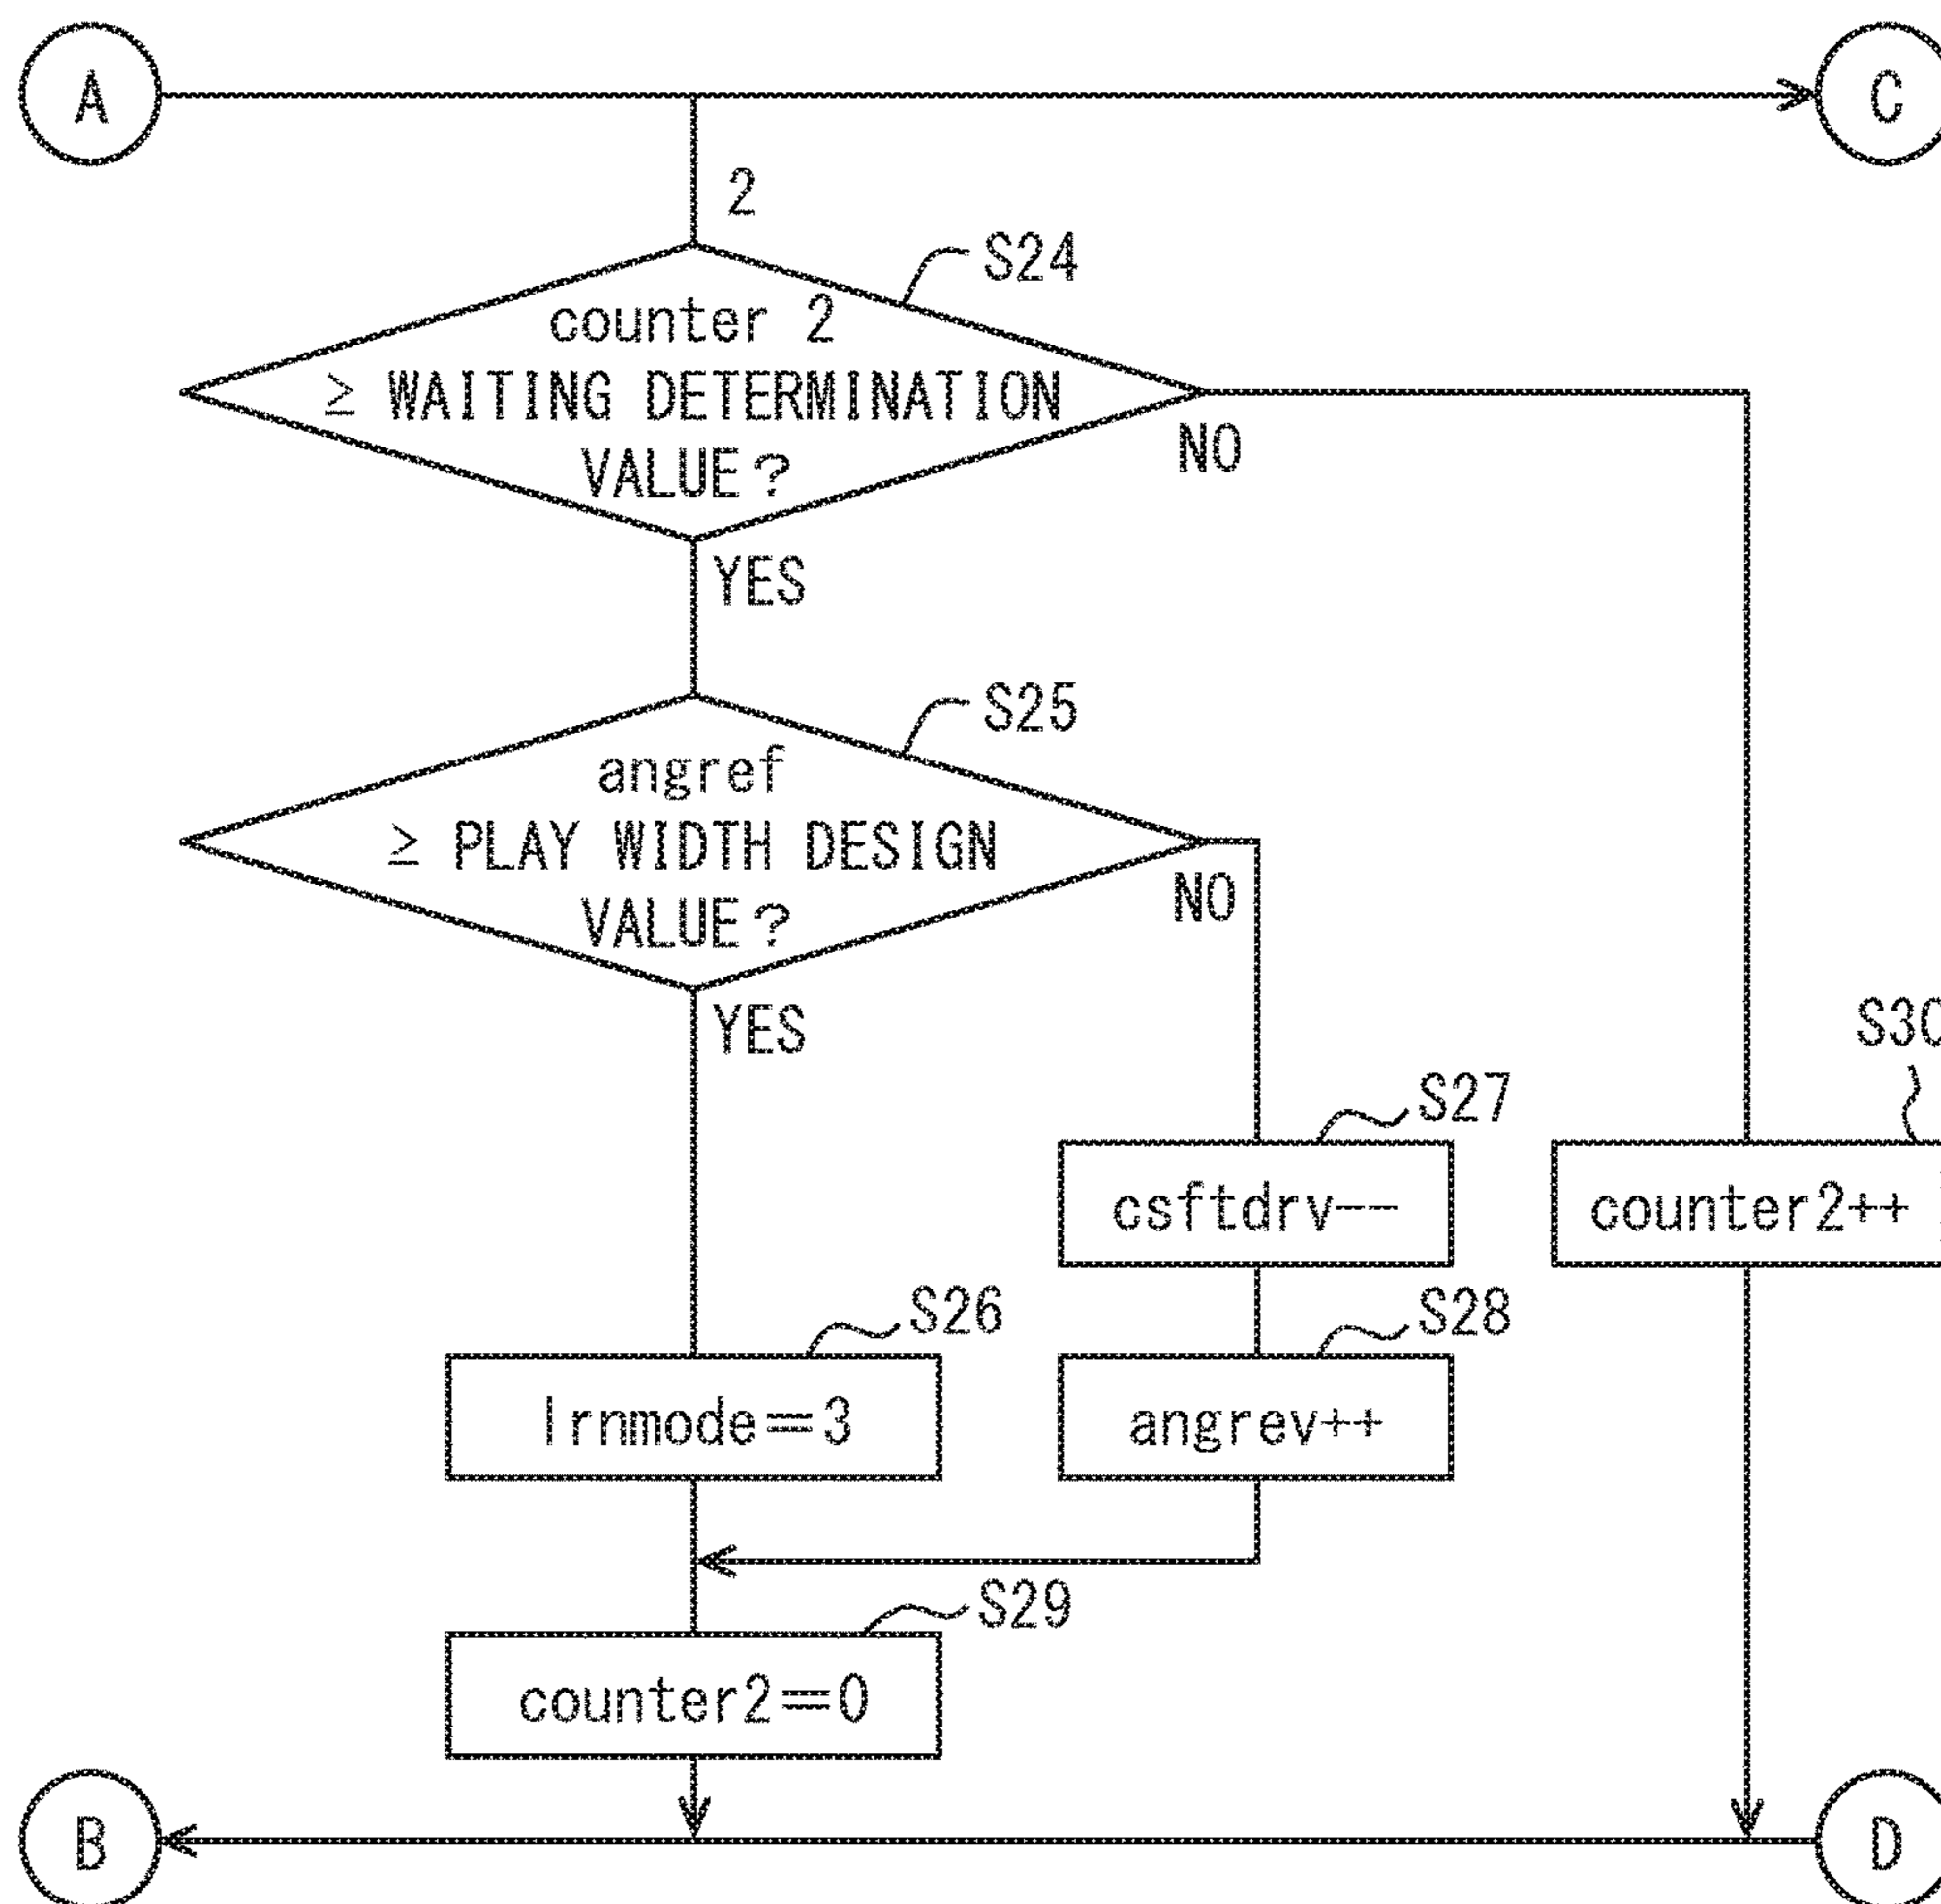 A
C
2
S24
counter 2
≥ WAITING DETERMINATION
VALUE?
NO
YES
S25
angref
≥ PLAY WIDTH DESIGN
VALUE?
NO
YES
S30
S27
csftdrv--
counter2++
S26
S28
lrnmode==3
angrev++
S29
counter2==0
B
D